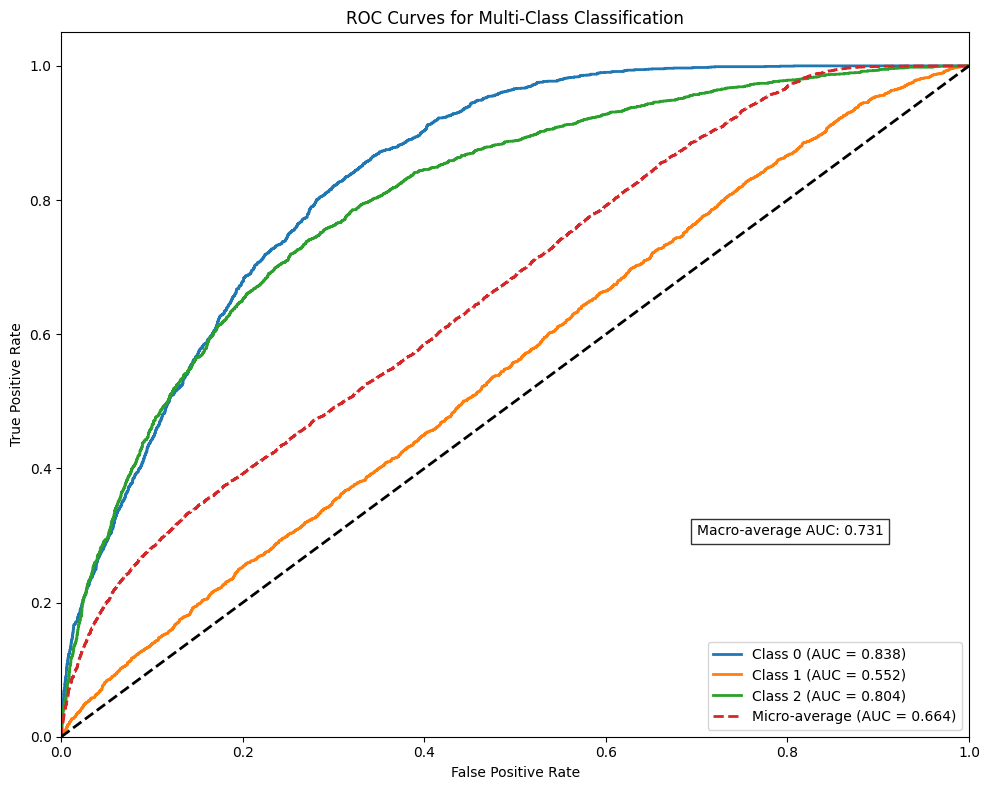 ROC Curves for Multi-Class Classification
True Positive Rate
1.0
0.8
0.6
0.4
0.2
0.0
Macro-average AUC: 0.731
Class 0 (AUC = 0.838)
Class 1 (AUC = 0.552)
Class 2 (AUC = 0.804)
Micro-average (AUC = 0.664)
0.0 0.2 0.4 0.6 0.8 1.0
False Positive Rate